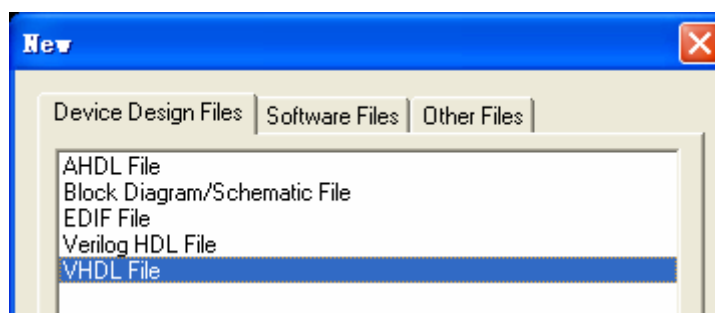 New
Device Design Files Software Files Other Files
AHDL File
Block Diagram/Schematic File
EDIF File
Verilog HDL File
VHDL File